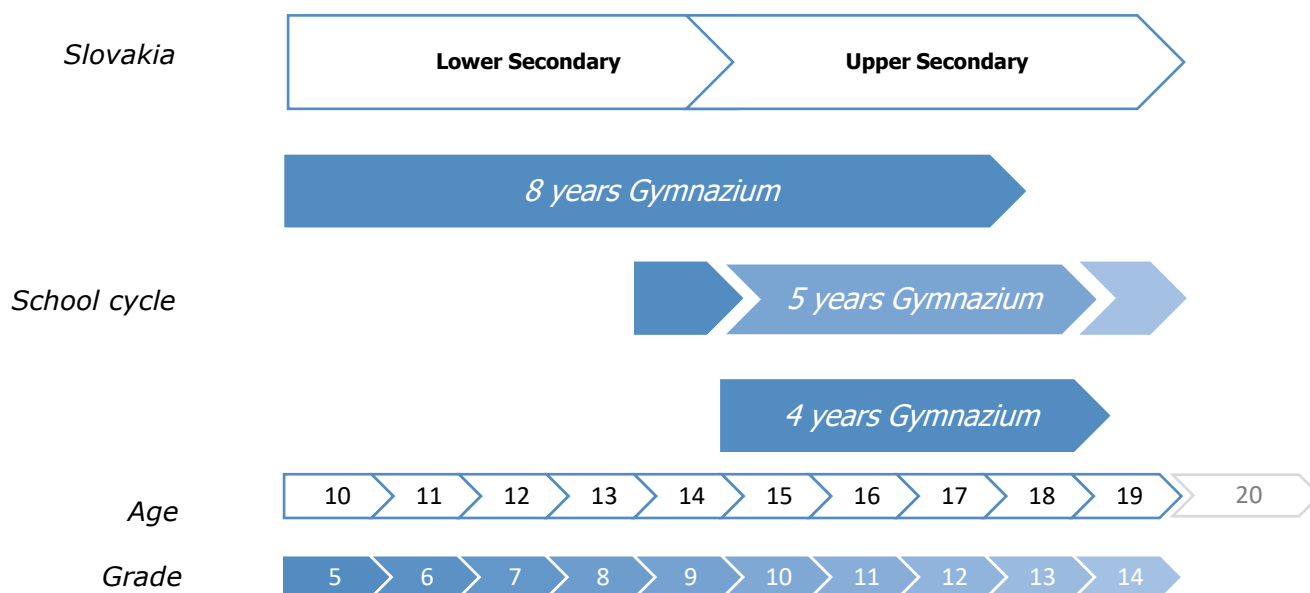 Slovakia
Lower Secondary
Upper Secondary
8 years Gymnazium
School cycle
5 years Gymnazium
4 years Gymnazium
Age
10 11 12 13 14 15 16 17 18 19 20
Grade
5 6 7 8 9 10 11 12 13 14